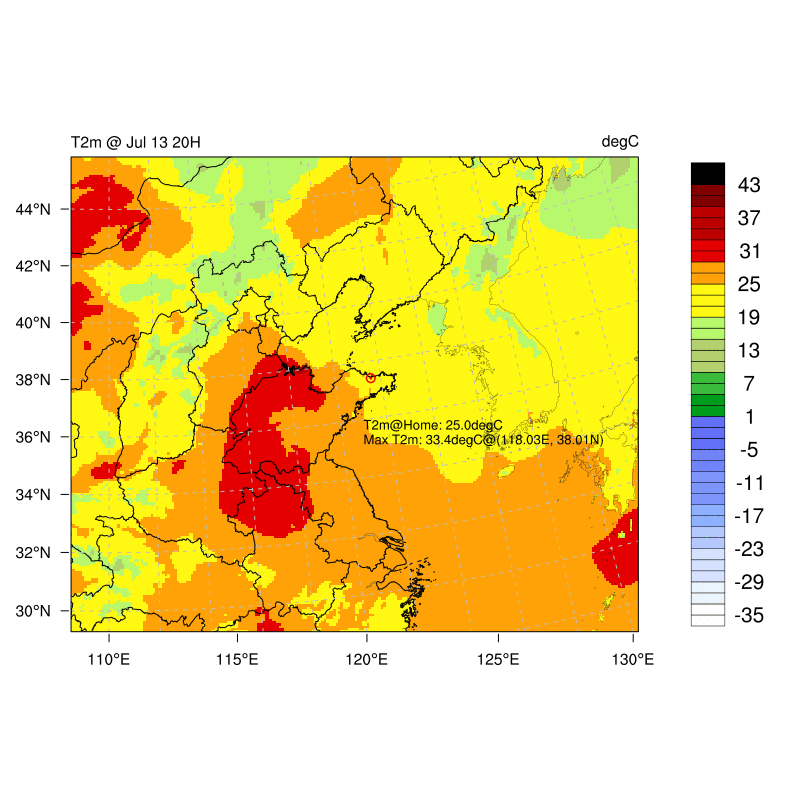 T2m @ Jul 13 20H
degC
44°N
42°N
40°N
38°N
36°N
34°N
32°N
30°N
110°E
115°E
120°E
125°E
130°E
T2m@Home: 25.0degC
Max T2m: 33.4degC@(118.03E, 38.01N)
43
37
31
25
19
13
7
1
-5
-11
-17
-23
-29
-35